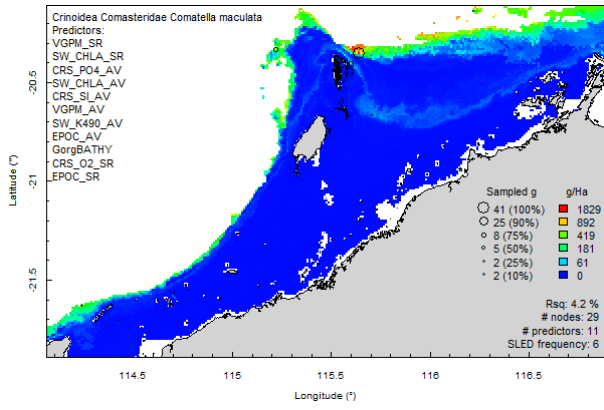 Crinoidea Comasteridae Comatella maculata
Predictors:
VGPM_SR
SW_CHLA_SR
CRS_PO4_AV
SW_CHLA_AV
CRS_SI_AV
VGPM_AV
SW_K490_AV
EPOC_AV
GorgBATHY
CRS_O2_SR
EPOC_SR
20.5
-21
-21.5
Latitude (°)
Sampled g
41 (100%)
25 (90%)
8 (75%)
5 (50%)
2 (25%)
2 (10%)
g/Ha
1829
892
419
181
61
0
Rsq: 4.2 %
# nodes: 29
# predictors: 11
SLED frequency: 6
114.5
115
115.5
116
116.5
Longitude (°)